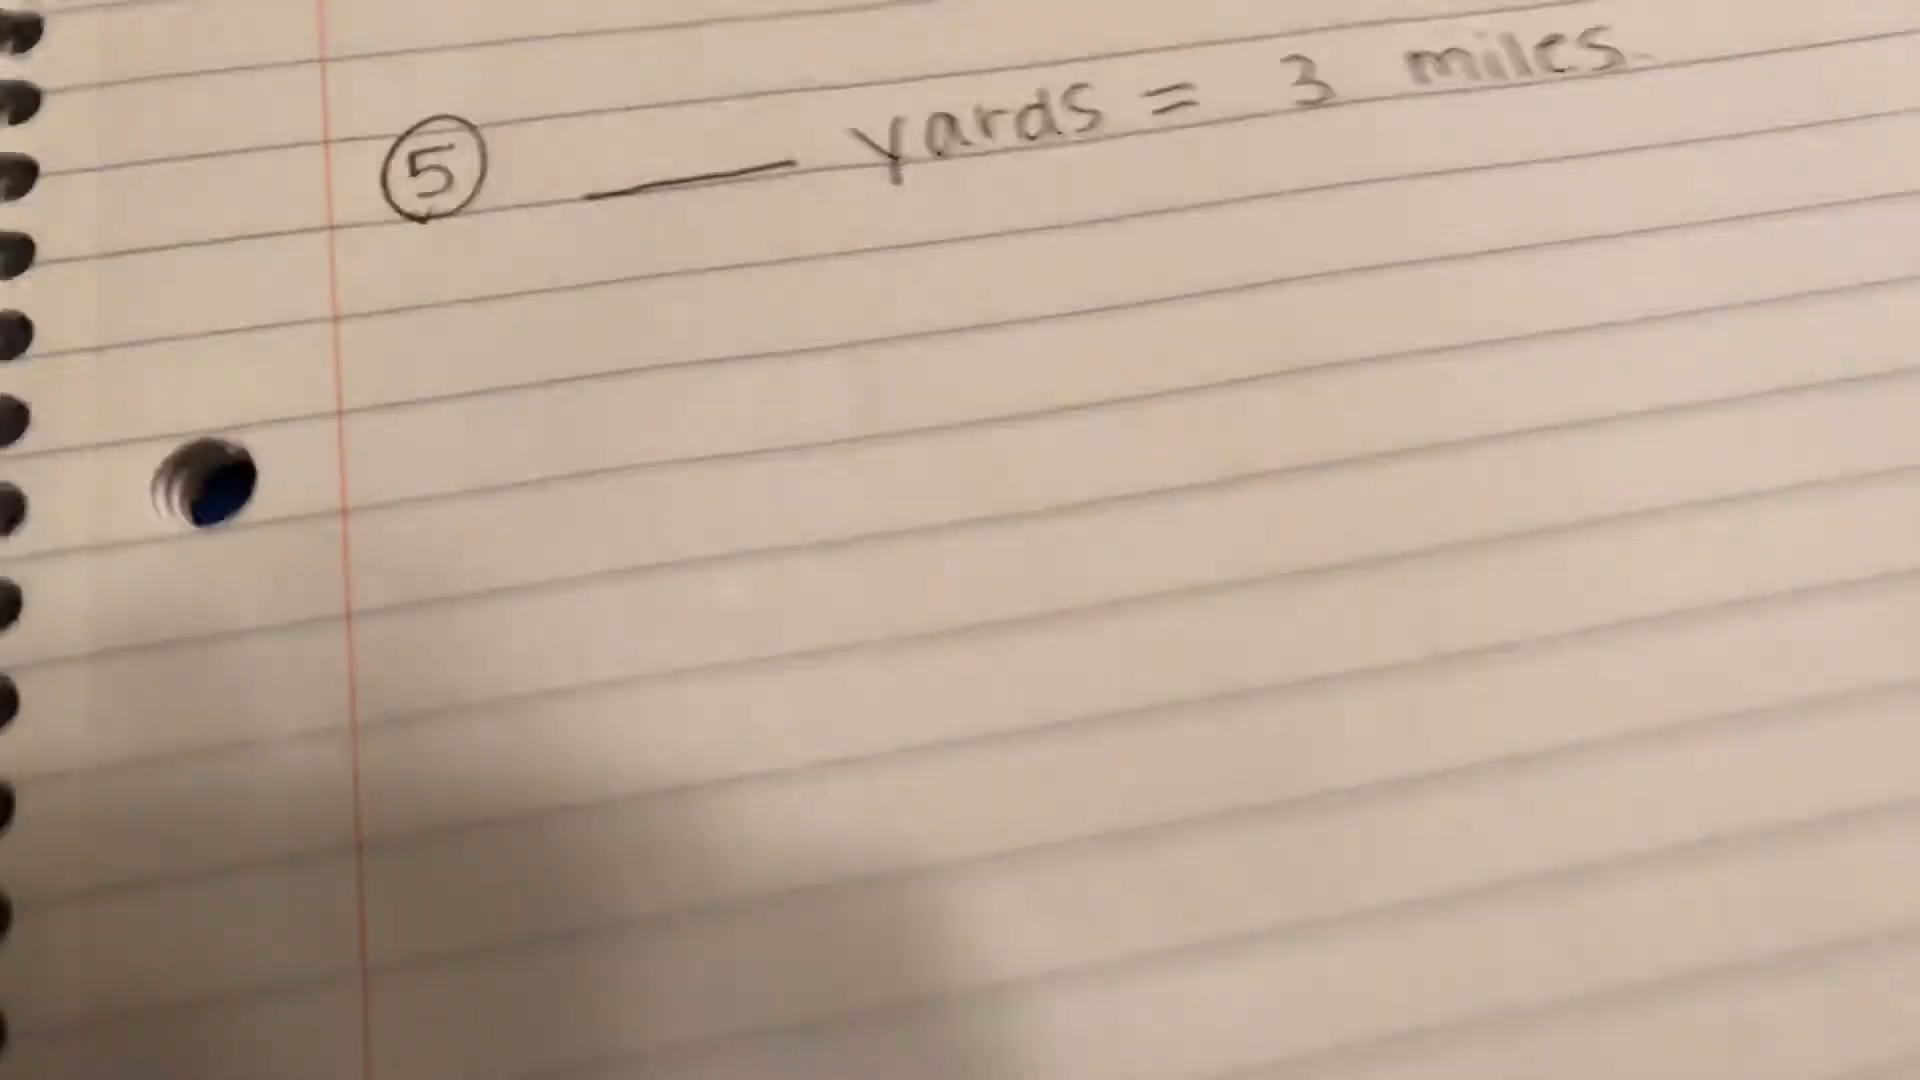 ⑤ ____ yards = 3 miles.